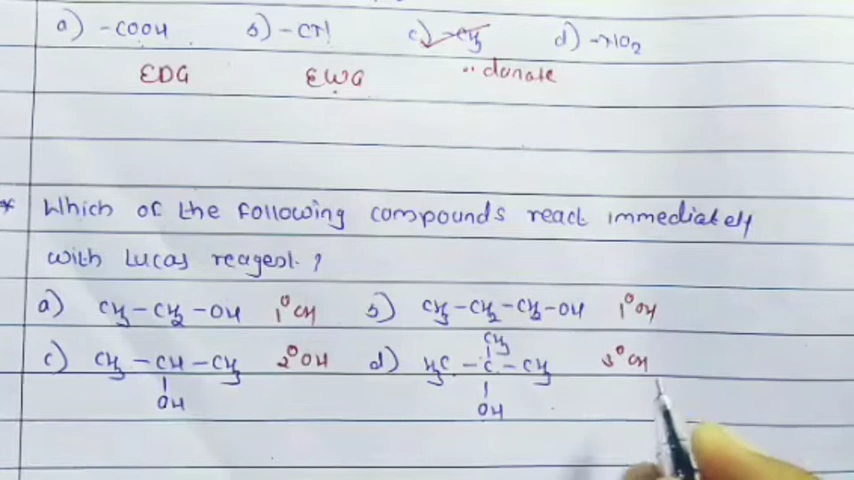 a) -COOH b) -CN c) -CH3 d) -NO2
EDG EWG donate
* Which of the following compounds react immediately
with Lucas reagent ?
a) CH3-CH2-OH 1°OH b) CH3-CH2-CH2-OH 1°OH
CH3
c) CH3-CH-CH3 2°OH d) H3C-C-CH3 3°OH
OH OH